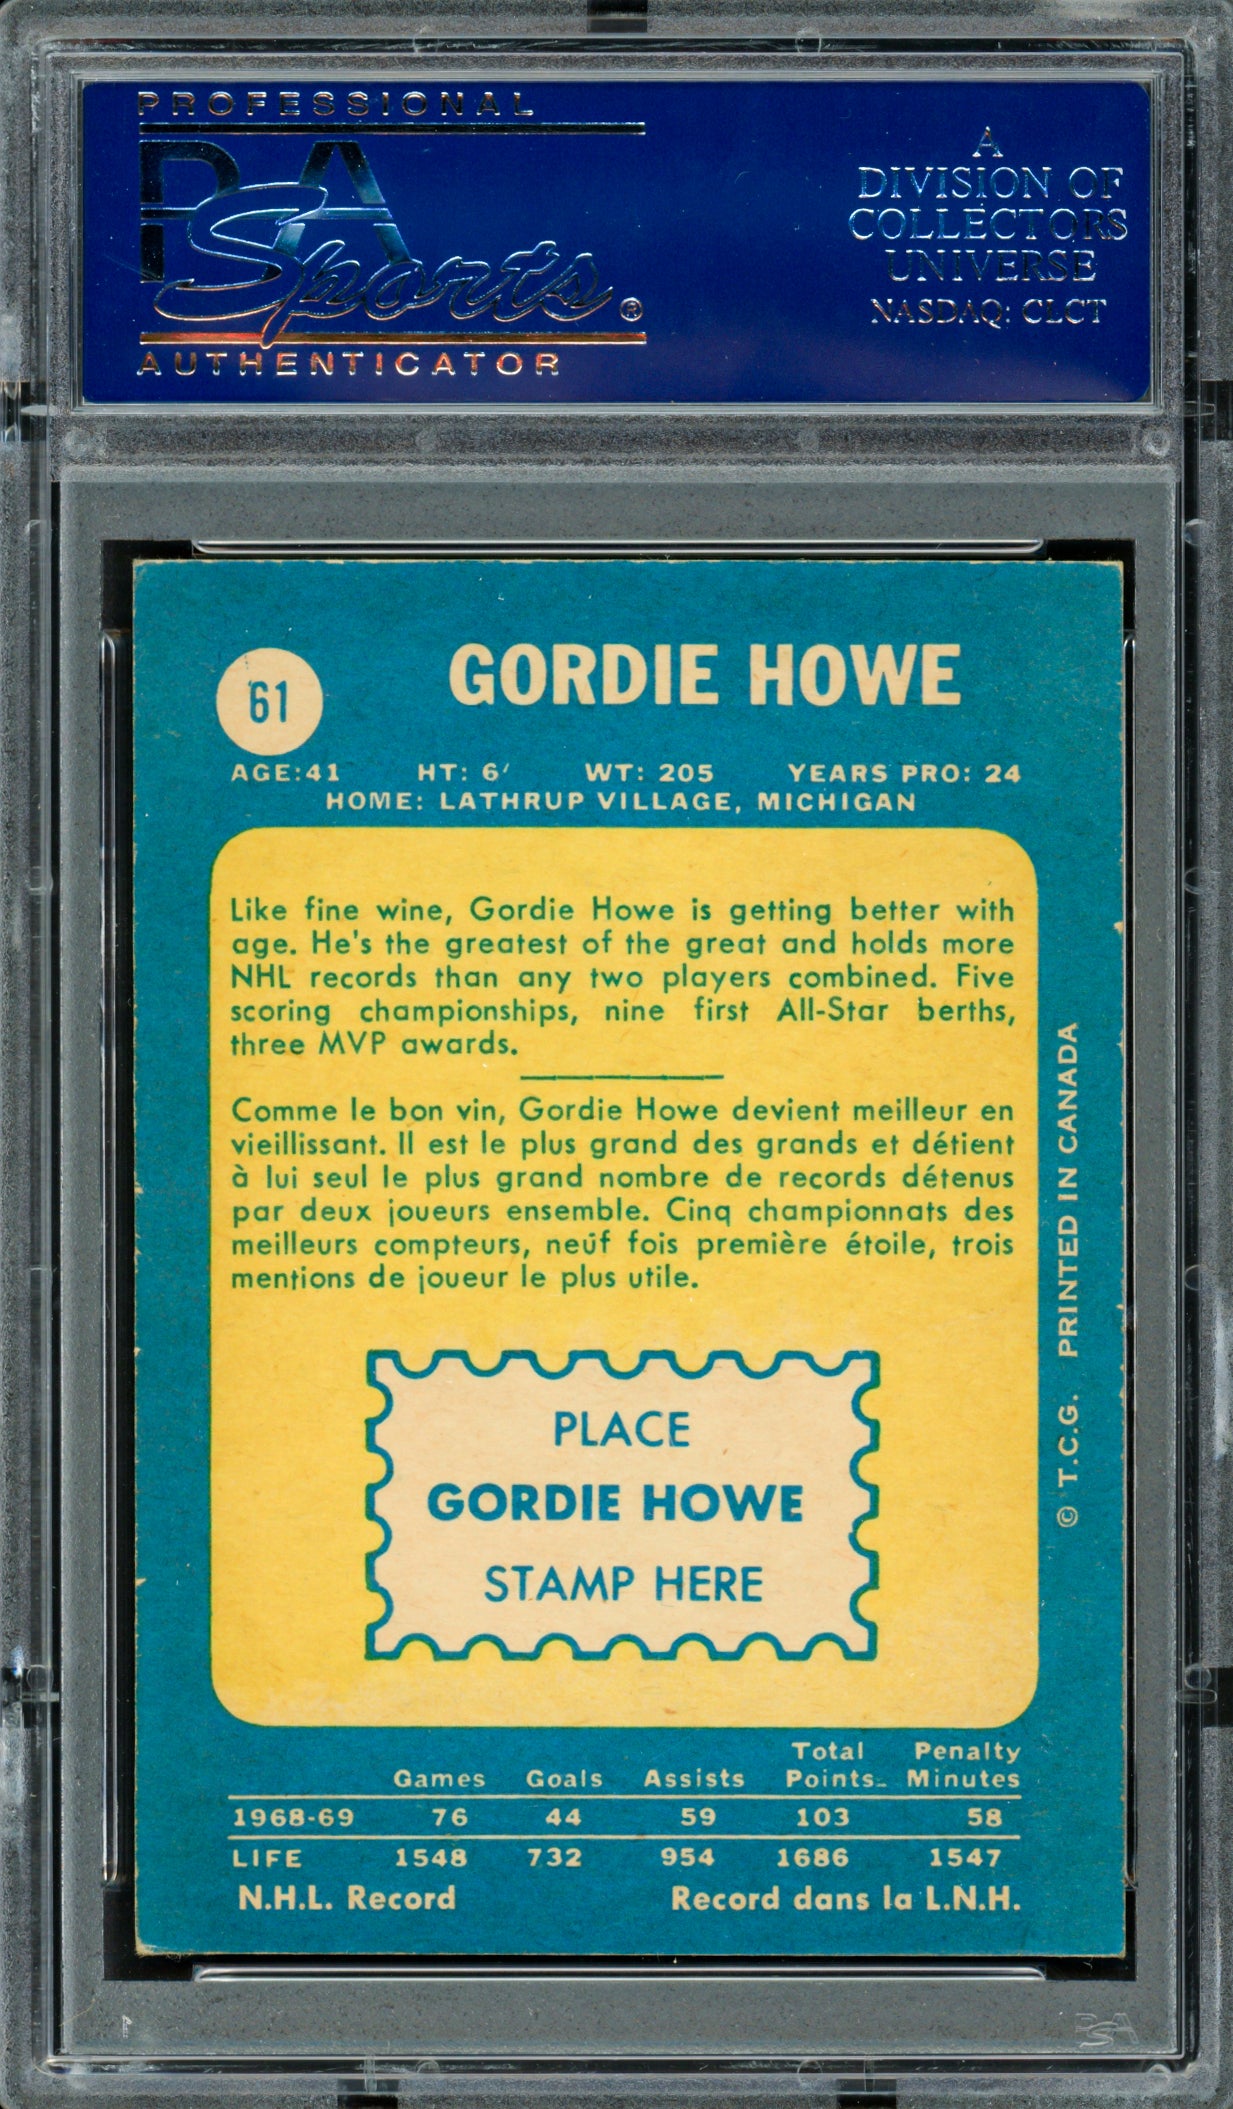 PROFESSIONAL
PSA
Sports®
AUTHENTICATOR
A
DIVISION OF
COLLECTORS
UNIVERSE
NASDAQ: CLCT
61
GORDIE HOWE
AGE:41 HT: 6' WT: 205 YEARS PRO: 24
HOME: LATHRUP VILLAGE, MICHIGAN
Like fine wine, Gordie Howe is getting better with
age. He's the greatest of the great and holds more
NHL records than any two players combined. Five
scoring championships, nine first All-Star berths,
three MVP awards.
Comme le bon vin, Gordie Howe devient meilleur en
vieillissant. Il est le plus grand des grands et détient
à lui seul le plus grand nombre de records détenus
par deux joueurs ensemble. Cinq championnats des
meilleurs compteurs, neuf fois première étoile, trois
mentions de joueur le plus utile.
PLACE
GORDIE HOWE
STAMP HERE
© T.C.G. PRINTED IN CANADA
Games Goals Assists Total Points Penalty Minutes
1968-69 76 44 59 103 58
LIFE 1548 732 954 1686 1547
N.H.L. Record Record dans la L.N.H.
PSA